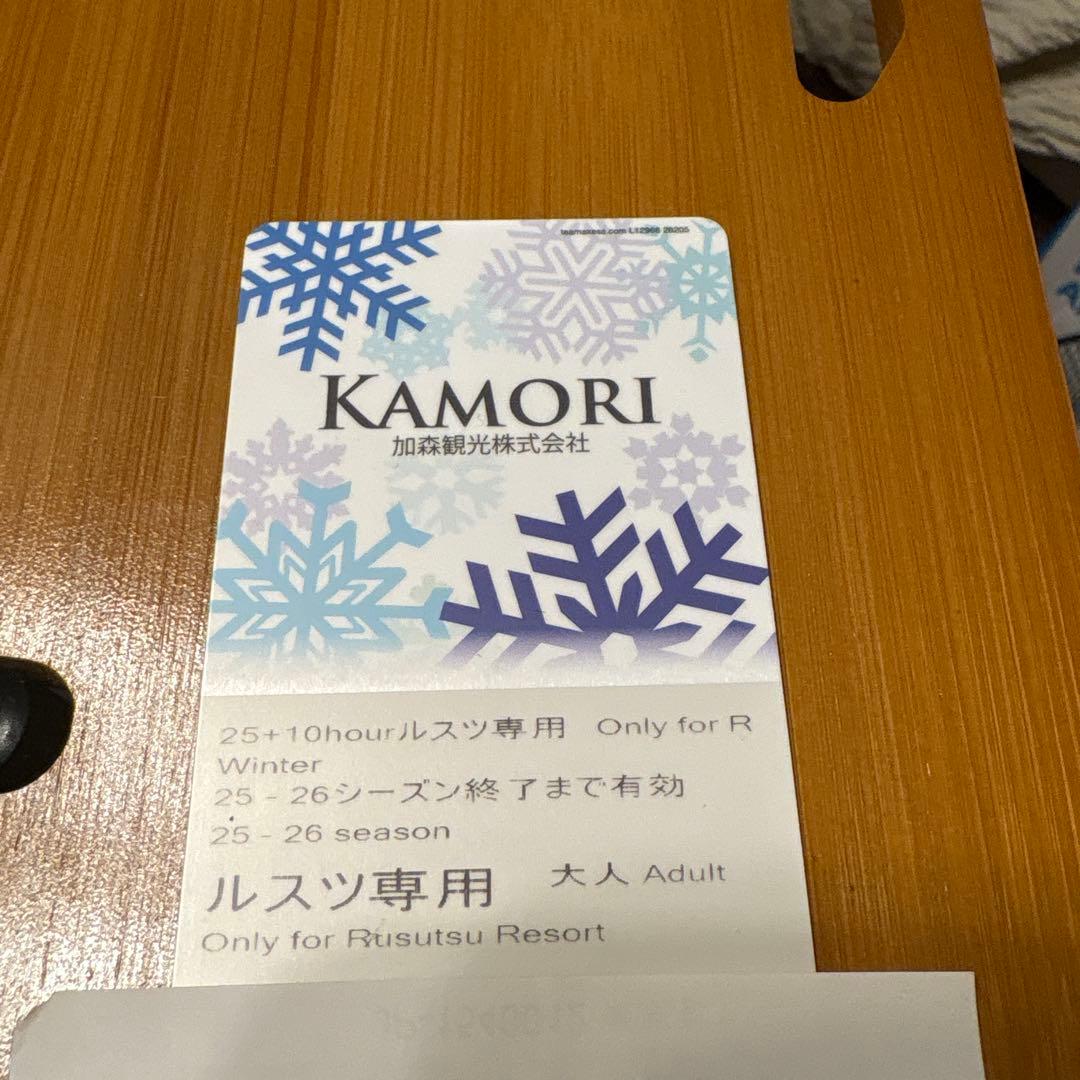 teamaxess.com L12966 2B205
KAMORI
加森観光株式会社
25+10hourルスツ専用 Only for R
Winter
25 - 26シーズン終了まで有効
25 - 26 season
ルスツ専用 大人 Adult
Only for Rusutsu Resort